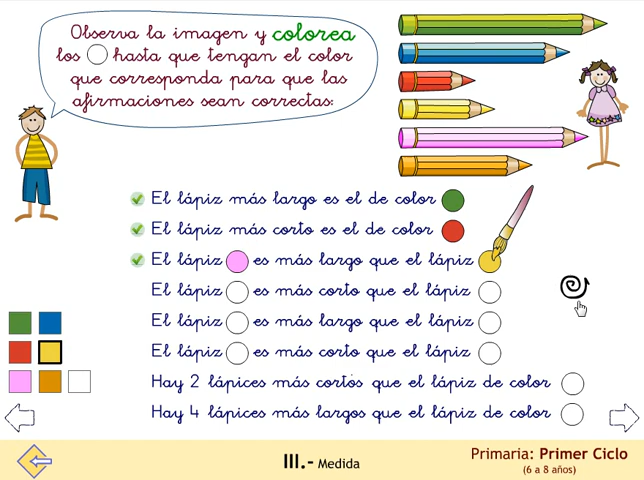 Observa la imagen y colorea
los hasta que tengan el color
que corresponda para que las
afirmaciones sean correctas:
El lápiz más largo es el de color
El lápiz más corto es el de color
El lápiz es más largo que el lápiz
El lápiz es más corto que el lápiz
El lápiz es más largo que el lápiz
El lápiz es más corto que el lápiz
Hay 2 lápices más cortos que el lápiz de color
Hay 4 lápices más largos que el lápiz de color
III.- Medida
Primaria: Primer Ciclo
(6 a 8 años)